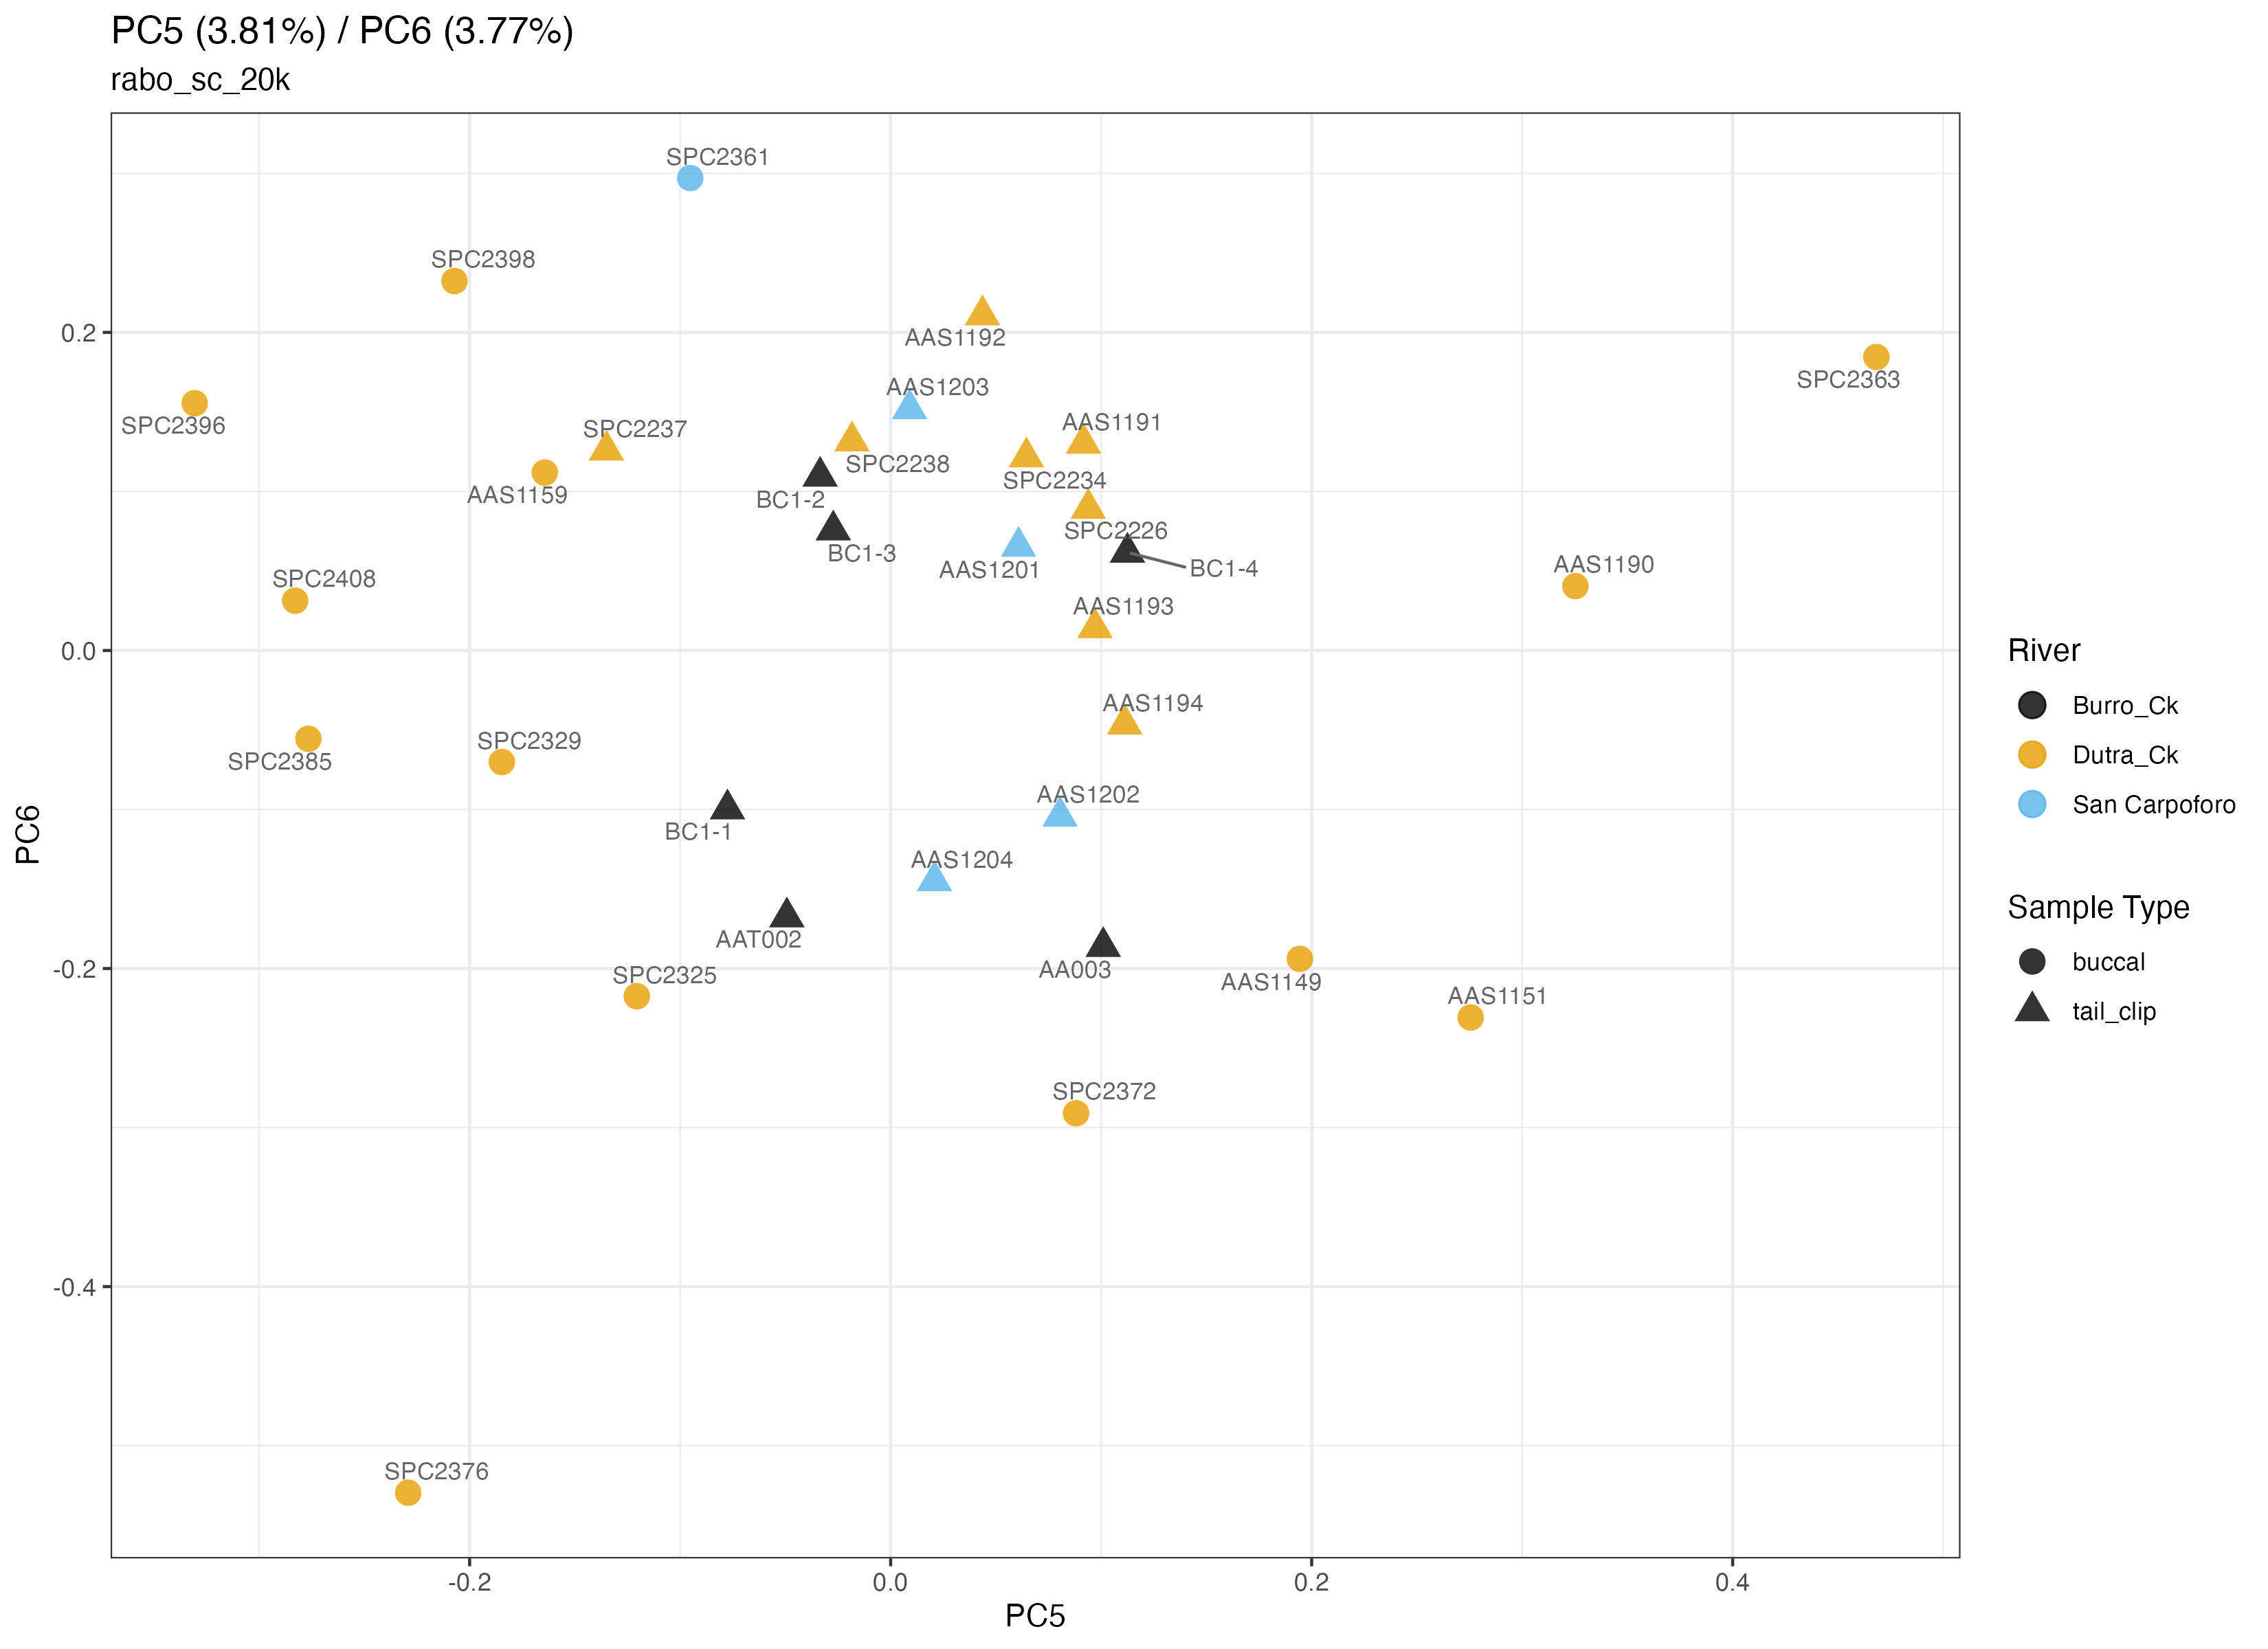 PC5 (3.81%) / PC6 (3.77%)
rabo_sc_20k
SPC2361
SPC2398
AAS1192
SPC2363
AAS1203
SPC2396
SPC2237
AAS1191
SPC2238
SPC2234
AAS1159
BC1-2
SPC2226
BC1-3
AAS1201
BC1-4
AAS1190
SPC2408
AAS1193
AAS1194
SPC2329
SPC2385
AAS1202
BC1-1
AAS1204
AAT002
AA003
SPC2325
AAS1149
AAS1151
SPC2372
SPC2376
0.2
0.0
-0.2
-0.4
PC6
-0.2
0.0
0.2
0.4
PC5
River
Burro_Ck
Dutra_Ck
San Carpoforo
Sample Type
buccal
tail_clip